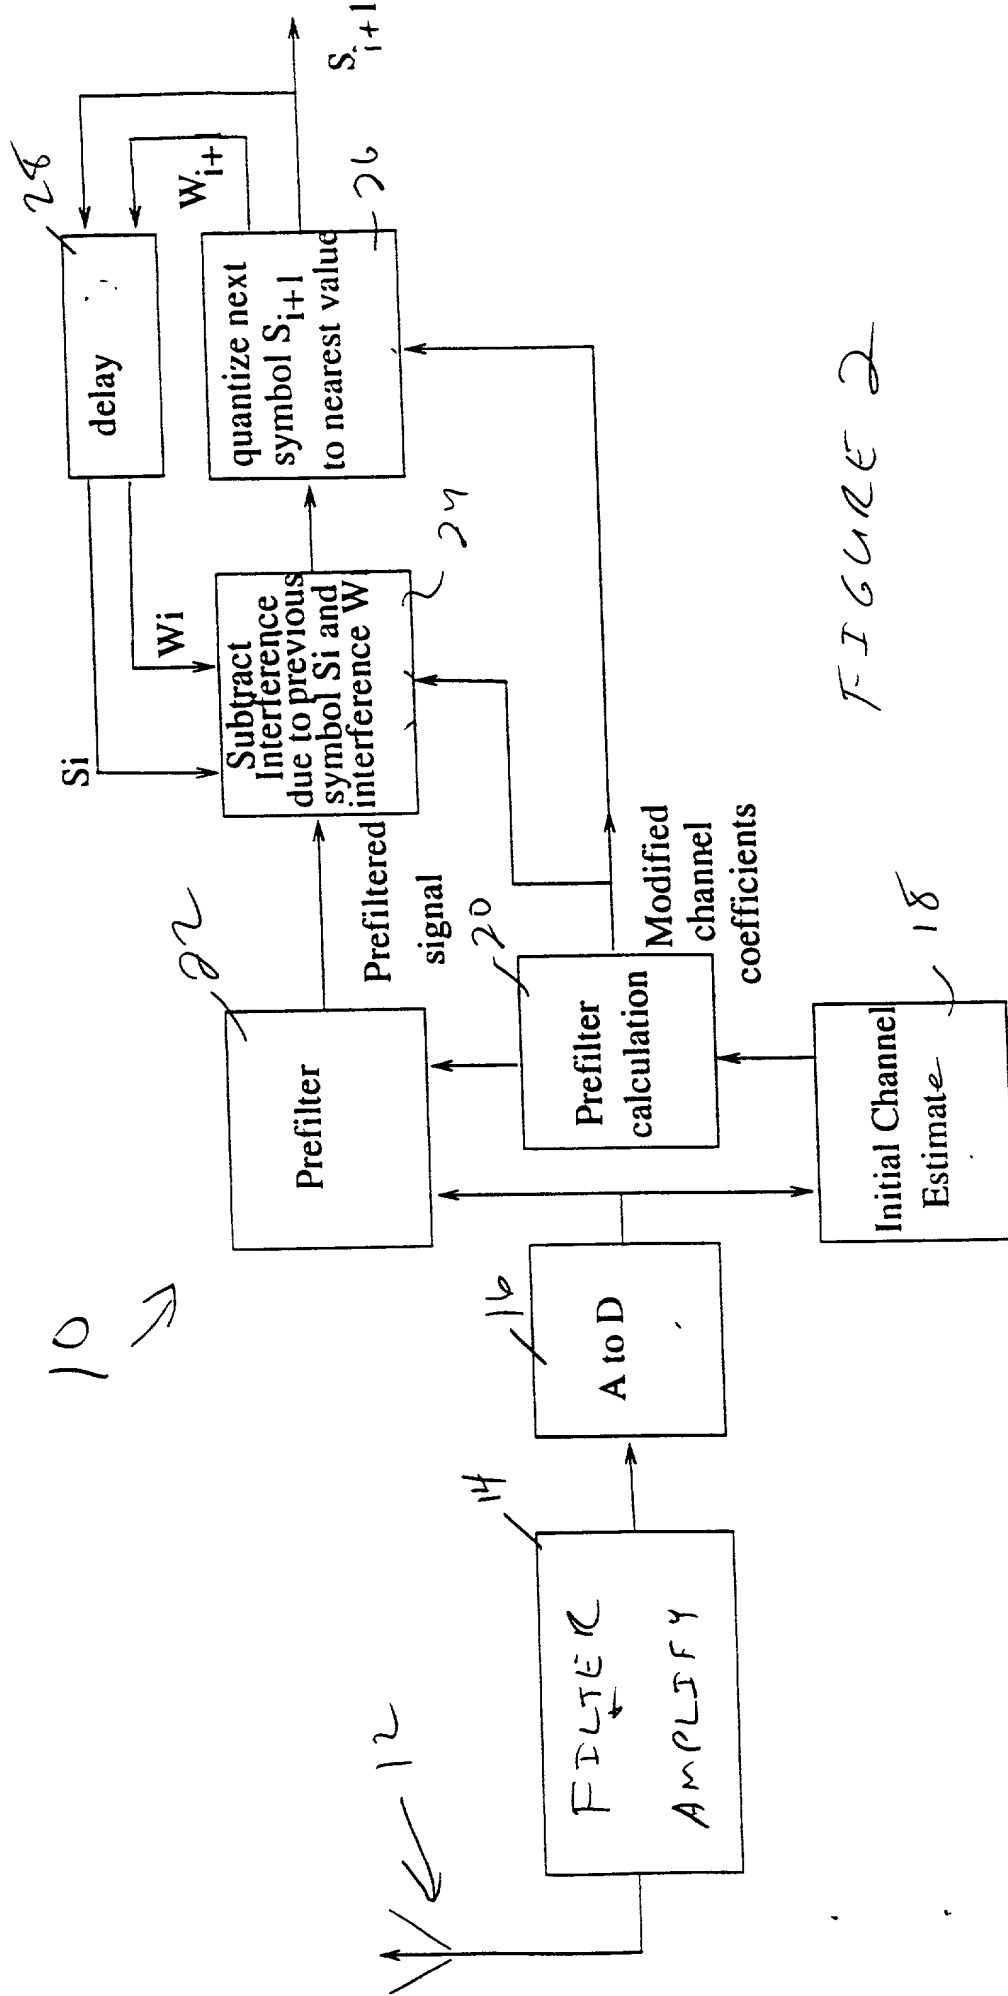 10
12
FILTER
AMPLIFY
14
A to D
16
Initial Channel
Estimate
18
Prefilter
calculation
20
Modified
channel
coefficients
Prefilter
22
Prefiltered
signal
Subtract
Interference
due to previous
symbol Si and
interference W
24
Si
Wi
quantize next
symbol Si+1
to nearest value
26
delay
28
Wi+
Si+1
FIGURE 2